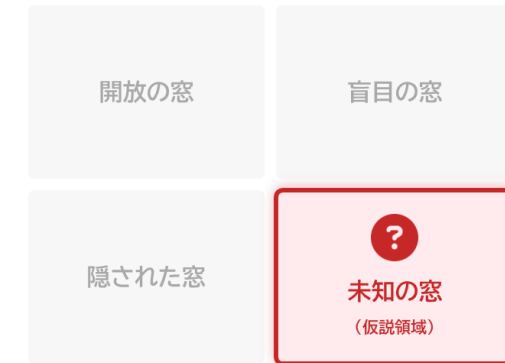 開放の窓
盲目の窓
隠された窓
?
未知の窓
（仮説領域）